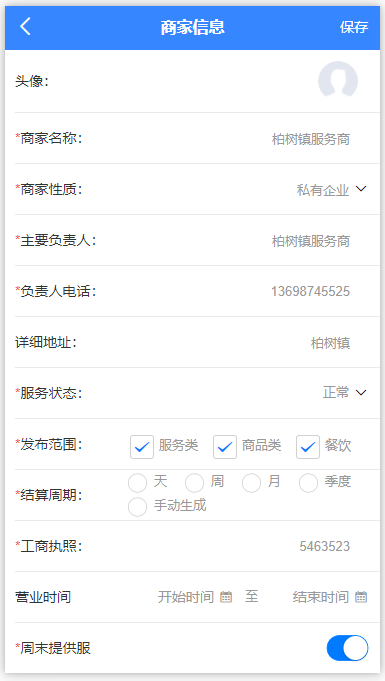 商家信息 保存
头像：
*商家名称： 柏树镇服务商
*商家性质： 私有企业
*主要负责人： 柏树镇服务商
*负责人电话： 13698745525
详细地址： 柏树镇
*服务状态： 正常
*发布范围： 服务类 商品类 餐饮
*结算周期： 天 周 月 季度
手动生成
*工商执照： 5463523
营业时间 开始时间 至 结束时间
*周末提供服